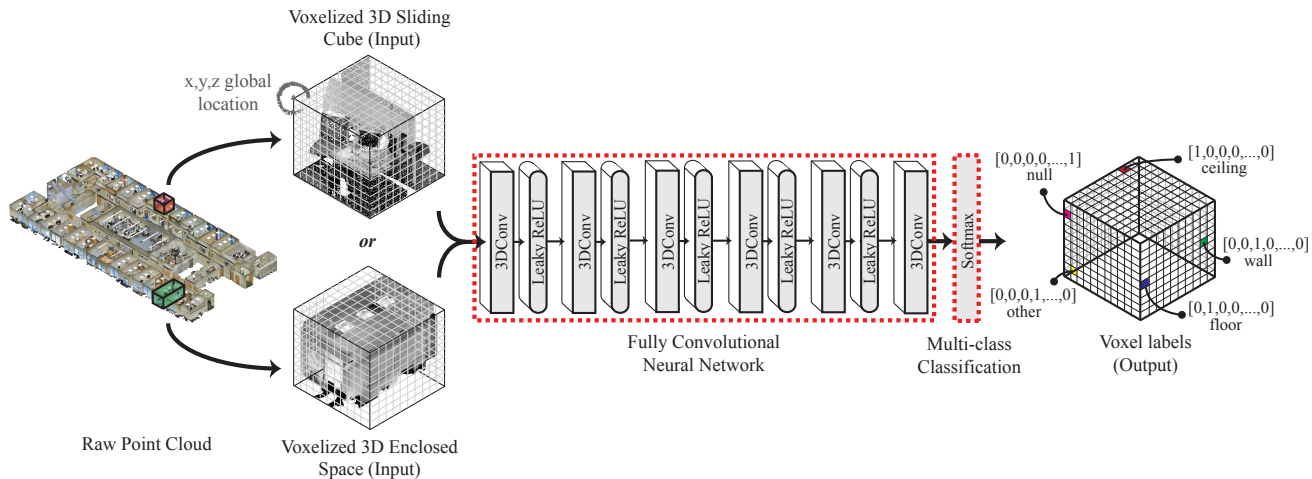 Voxelized 3D Sliding
Cube (Input)
x,y,z global
location
Raw Point Cloud
or
Voxelized 3D Enclosed
Space (Input)
3DConv
Leaky ReLU
3DConv
Leaky ReLU
3DConv
Leaky ReLU
3DConv
Leaky ReLU
3DConv
Leaky ReLU
3DConv
Softmax
Fully Convolutional
Neural Network
Multi-class
Classification
[0,0,0,0,...,1]
null
[1,0,0,0,...,0]
ceiling
[0,0,1,0,...,0]
wall
[0,0,0,1,...,0]
other
[0,1,0,0,...,0]
floor
Voxel labels
(Output)